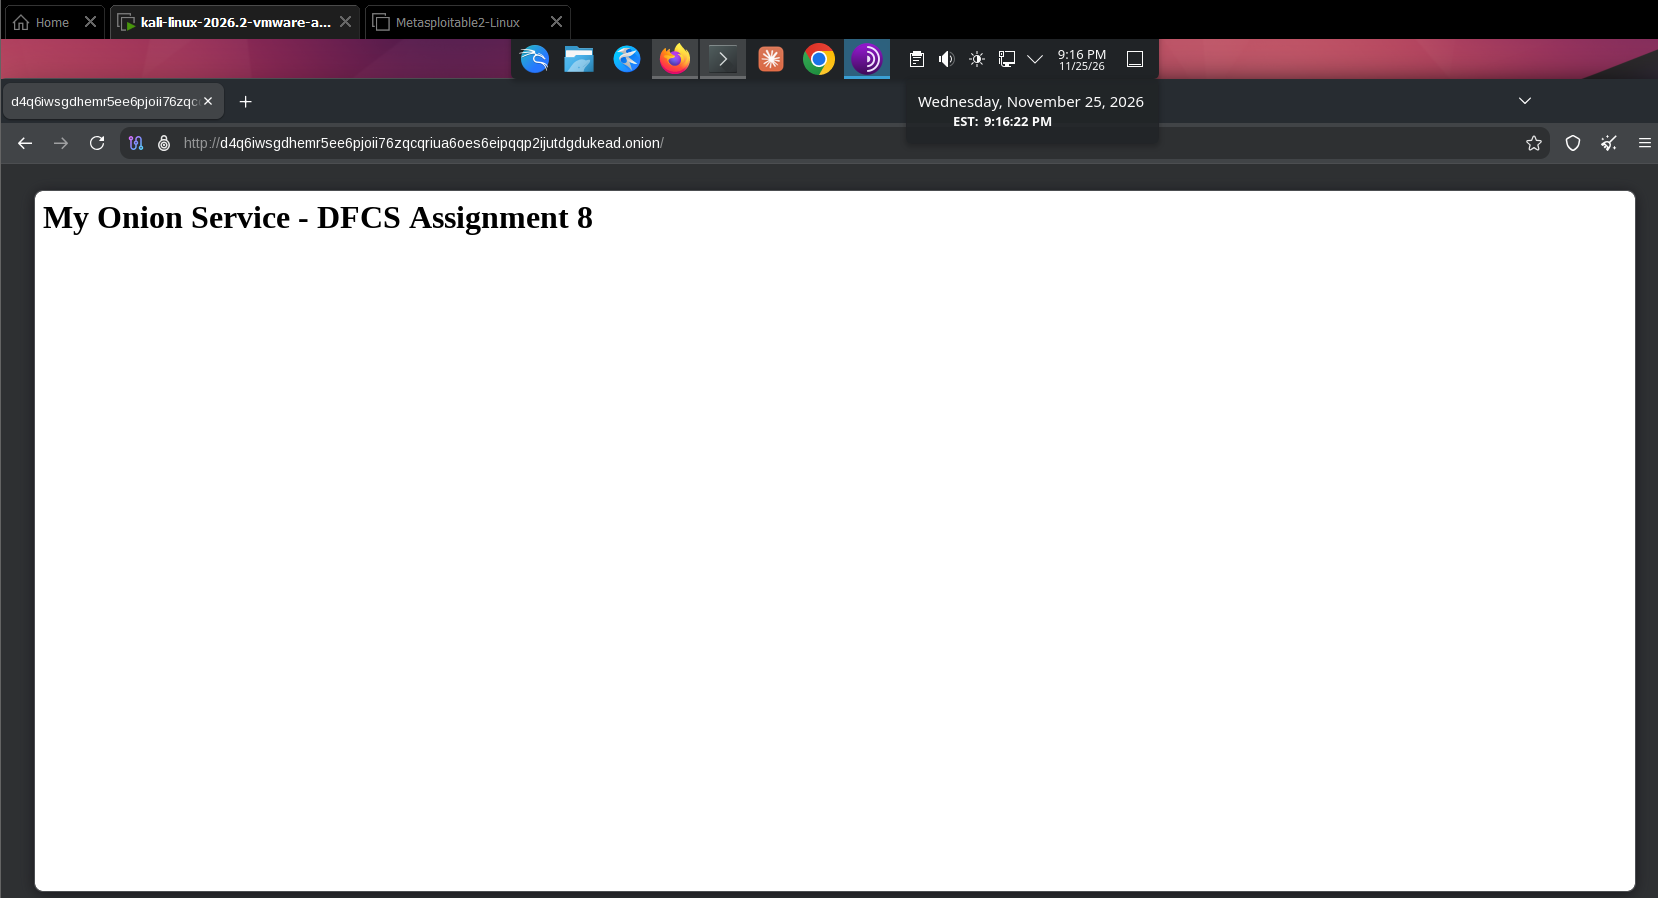 Home
kali-linux-2026.2-vmware-a...
Metasploitable2-Linux
9:16 PM
11/25/26
d4q6iwsgdhemr5ee6pjoii76zqc
Wednesday, November 25, 2026
EST: 9:16:22 PM
http://d4q6iwsgdhemr5ee6pjoii76zqcqriua6oes6eipqqp2ijutdgdukead.onion/
My Onion Service - DFCS Assignment 8